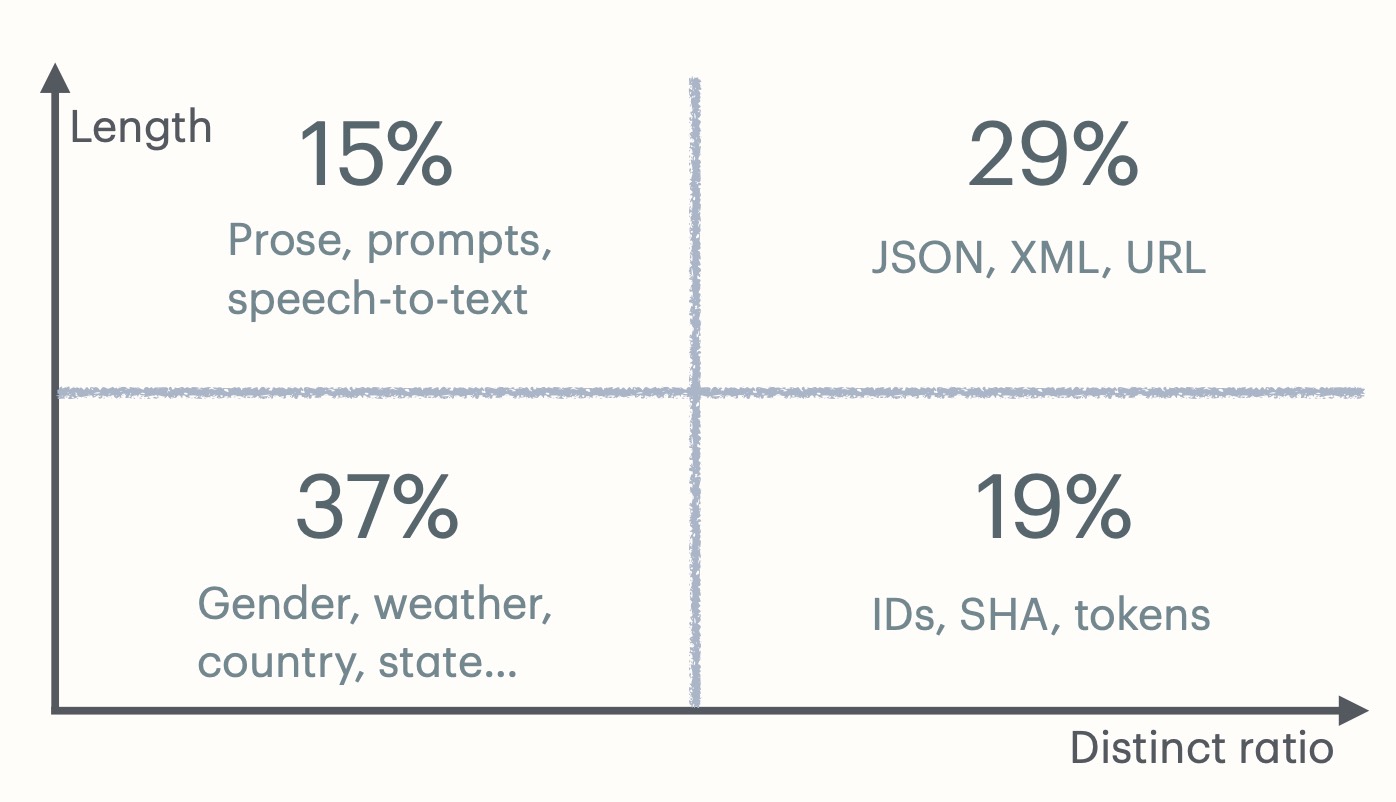 Length
15%
Prose, prompts,
speech-to-text
29%
JSON, XML, URL
37%
Gender, weather,
country, state...
19%
IDs, SHA, tokens
Distinct ratio